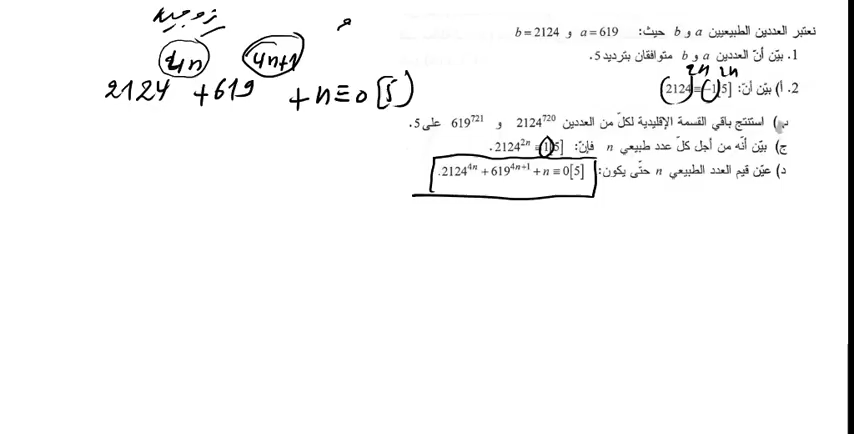 نعتبر العددين الطبيعيين a و b حيث: a = 619 و b = 2124
1. بيّن أنّ العددين a و b متوافقان بترديد 5.
2. أ) بيّن أنّ: 2124 ≡ −1[5]
2n 2n
ب) استنتج باقي القسمة الإقليدية لكلّ من العددين 2124^720 و 619^721 على 5.
ج) بيّن أنّه من أجل كلّ عدد طبيعي n فإنّ: 2124^2n ≡ 1[5].
د) عيّن قيم العدد الطبيعي n حتّى يكون: 2124^4n + 619^4n+1 + n ≡ 0[5].
2124^4n + 619^4n+1 + n ≡ 0 [5]